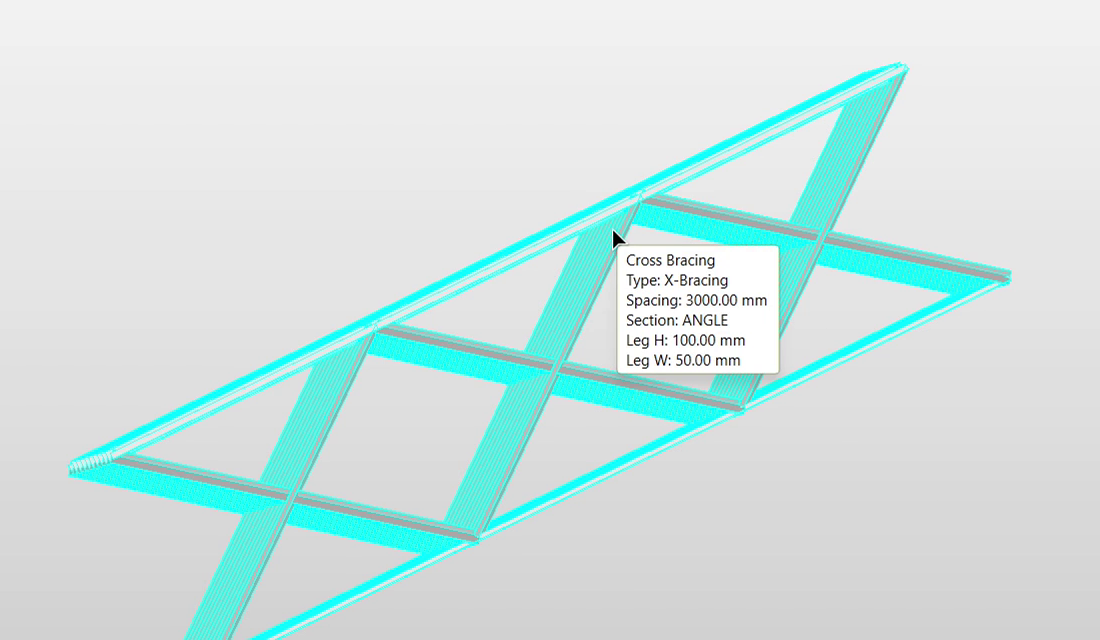 Cross Bracing
Type: X-Bracing
Spacing: 3000.00 mm
Section: ANGLE
Leg H: 100.00 mm
Leg W: 50.00 mm